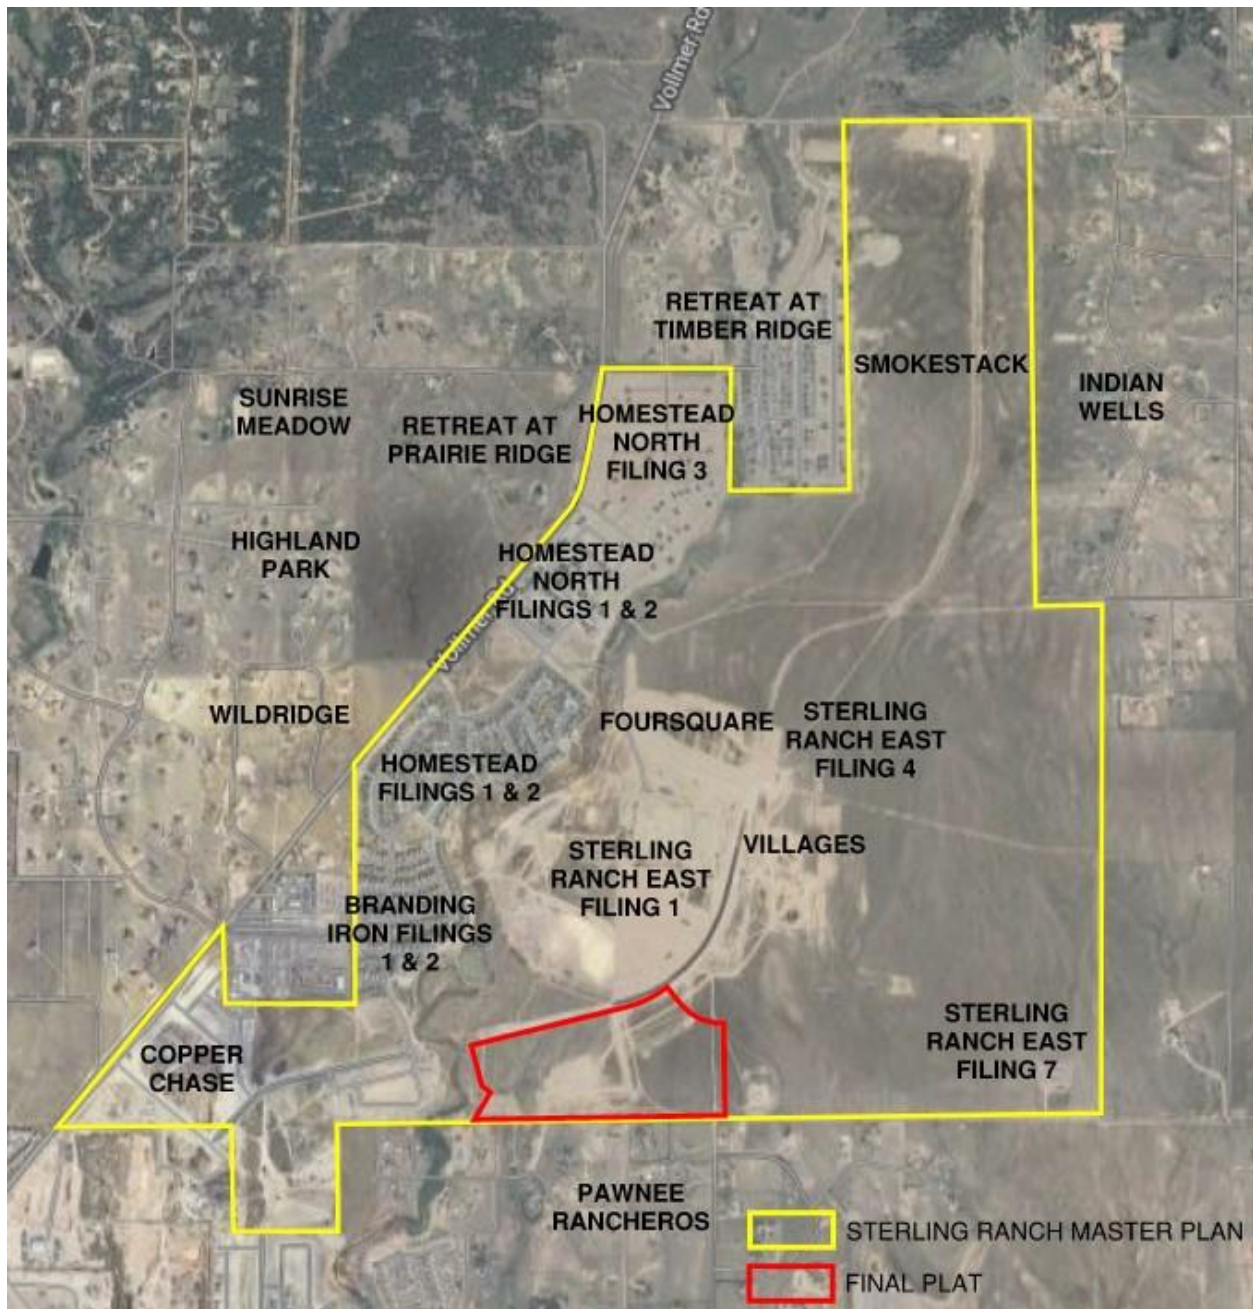 Vollmer Rd
RETREAT AT
TIMBER RIDGE
SMOKESTACK
INDIAN
WELLS
SUNRISE
MEADOW
RETREAT AT
PRAIRIE RIDGE
HOMESTEAD
NORTH
FILING 3
HIGHLAND
PARK
HOMESTEAD
NORTH
FILINGS 1 & 2
Vollmer Rd
WILDRIDGE
FOURSQUARE
STERLING
RANCH EAST
FILING 4
HOMESTEAD
FILINGS 1 & 2
VILLAGES
STERLING
RANCH EAST
FILING 1
BRANDING
IRON FILINGS
1 & 2
STERLING
RANCH EAST
FILING 7
COPPER
CHASE
PAWNEE
RANCHEROS
STERLING RANCH MASTER PLAN
FINAL PLAT